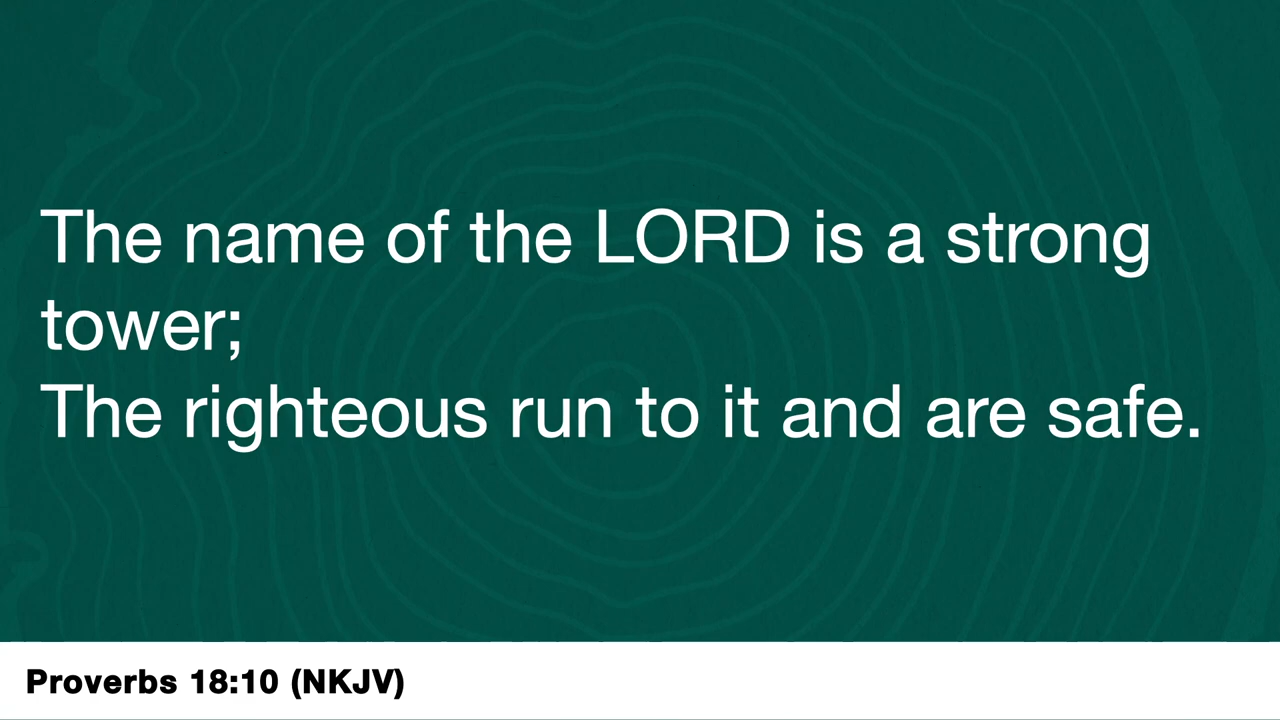 The name of the LORD is a strong
tower;
The righteous run to it and are safe.
Proverbs 18:10 (NKJV)